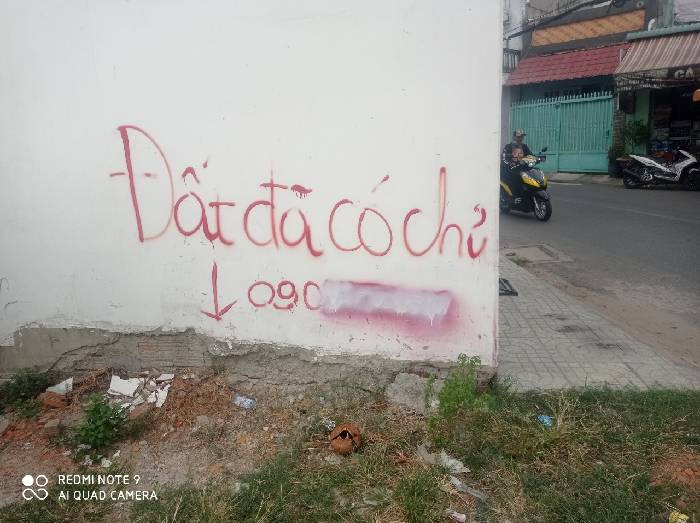 Đất đã có chủ
↓ 090
REDMI NOTE 9
AI QUAD CAMERA